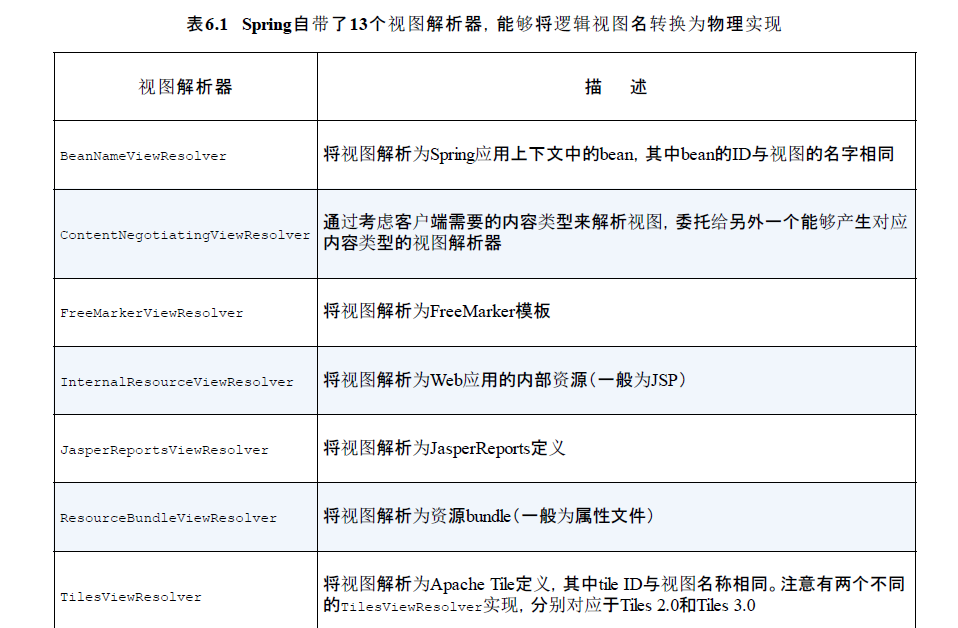 表6.1 Spring自带了13个视图解析器，能够将逻辑视图名转换为物理实现
视图解析器
描 述
BeanNameViewResolver
将视图解析为Spring应用上下文中的bean，其中bean的ID与视图的名字相同
ContentNegotiatingViewResolver
通过考虑客户端需要的内容类型来解析视图，委托给另外一个能够产生对应
内容类型的视图解析器
FreeMarkerViewResolver
将视图解析为FreeMarker模板
InternalResourceViewResolver
将视图解析为Web应用的内部资源（一般为JSP）
JasperReportsViewResolver
将视图解析为JasperReports定义
ResourceBundleViewResolver
将视图解析为资源bundle（一般为属性文件）
TilesViewResolver
将视图解析为Apache Tile定义，其中tile ID与视图名称相同。注意有两个不同
的TilesViewResolver实现，分别对应于Tiles 2.0和Tiles 3.0